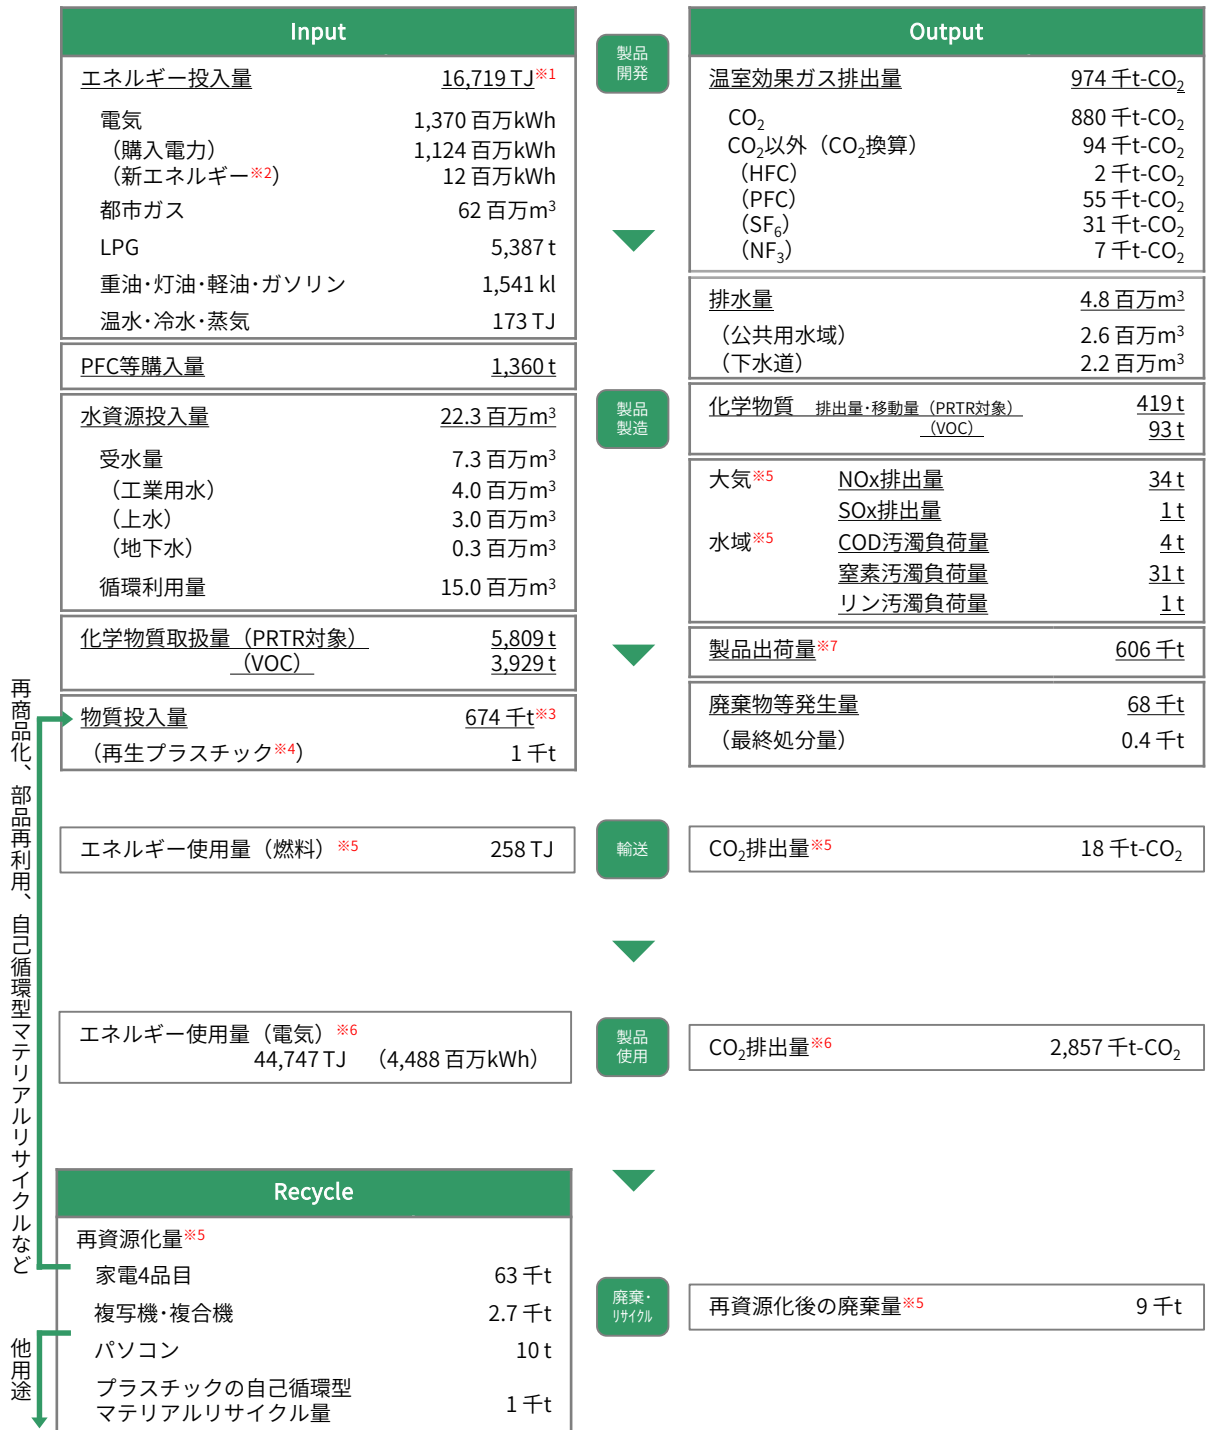 Input
エネルギー投入量 16,719 TJ※1
電気 1,370 百万kWh
（購入電力） 1,124 百万kWh
（新エネルギー※2） 12 百万kWh
都市ガス 62 百万m³
LPG 5,387 t
重油･灯油･軽油･ガソリン 1,541 kl
温水･冷水･蒸気 173 TJ
PFC等購入量 1,360 t
水資源投入量 22.3 百万m³
受水量 7.3 百万m³
（工業用水） 4.0 百万m³
（上水） 3.0 百万m³
（地下水） 0.3 百万m³
循環利用量 15.0 百万m³
化学物質取扱量（PRTR対象） 5,809 t
（VOC） 3,929 t
物質投入量 674 千t※3
（再生プラスチック※4） 1 千t
製品
開発
製品
製造
Output
温室効果ガス排出量 974 千t-CO₂
CO₂ 880 千t-CO₂
CO₂以外（CO₂換算） 94 千t-CO₂
（HFC） 2 千t-CO₂
（PFC） 55 千t-CO₂
（SF₆） 31 千t-CO₂
（NF₃） 7 千t-CO₂
排水量 4.8 百万m³
（公共用水域） 2.6 百万m³
（下水道） 2.2 百万m³
化学物質 排出量･移動量（PRTR対象） 419 t
（VOC） 93 t
大気※5 NOx排出量 34 t
SOx排出量 1 t
水域※5 COD汚濁負荷量 4 t
窒素汚濁負荷量 31 t
リン汚濁負荷量 1 t
製品出荷量※7 606 千t
廃棄物等発生量 68 千t
（最終処分量） 0.4 千t
エネルギー使用量（燃料）※5 258 TJ
輸送
CO₂排出量※5 18 千t-CO₂
エネルギー使用量（電気）※6
44,747 TJ （4,488 百万kWh）
製品
使用
CO₂排出量※6 2,857 千t-CO₂
再商品化、部品再利用、自己循環型マテリアルリサイクルなど
他用途
Recycle
再資源化量※5
家電4品目 63 千t
複写機･複合機 2.7 千t
パソコン 10 t
プラスチックの自己循環型
マテリアルリサイクル量 1 千t
廃棄･
ﾘｻｲｸﾙ
再資源化後の廃棄量※5 9 千t